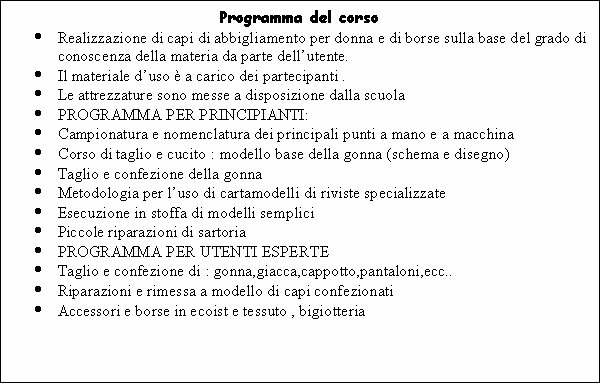 Programma del corso
• Realizzazione di capi di abbigliamento per donna e di borse sulla base del grado di
conoscenza della materia da parte dell'utente.
• Il materiale d'uso è a carico dei partecipanti .
• Le attrezzature sono messe a disposizione dalla scuola
• PROGRAMMA PER PRINCIPIANTI:
• Campionatura e nomenclatura dei principali punti a mano e a macchina
• Corso di taglio e cucito : modello base della gonna (schema e disegno)
• Taglio e confezione della gonna
• Metodologia per l'uso di cartamodelli di riviste specializzate
• Esecuzione in stoffa di modelli semplici
• Piccole riparazioni di sartoria
• PROGRAMMA PER UTENTI ESPERTE
• Taglio e confezione di : gonna,giacca,cappotto,pantaloni,ecc..
• Riparazioni e rimessa a modello di capi confezionati
• Accessori e borse in ecoist e tessuto , bigiotteria